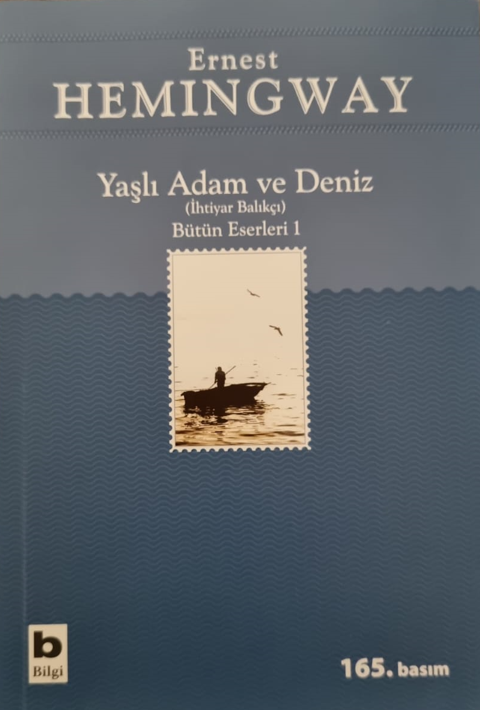 Ernest
HEMINGWAY
Yaşlı Adam ve Deniz
(İhtiyar Balıkçı)
Bütün Eserleri 1
b
Bilgi
165. basım